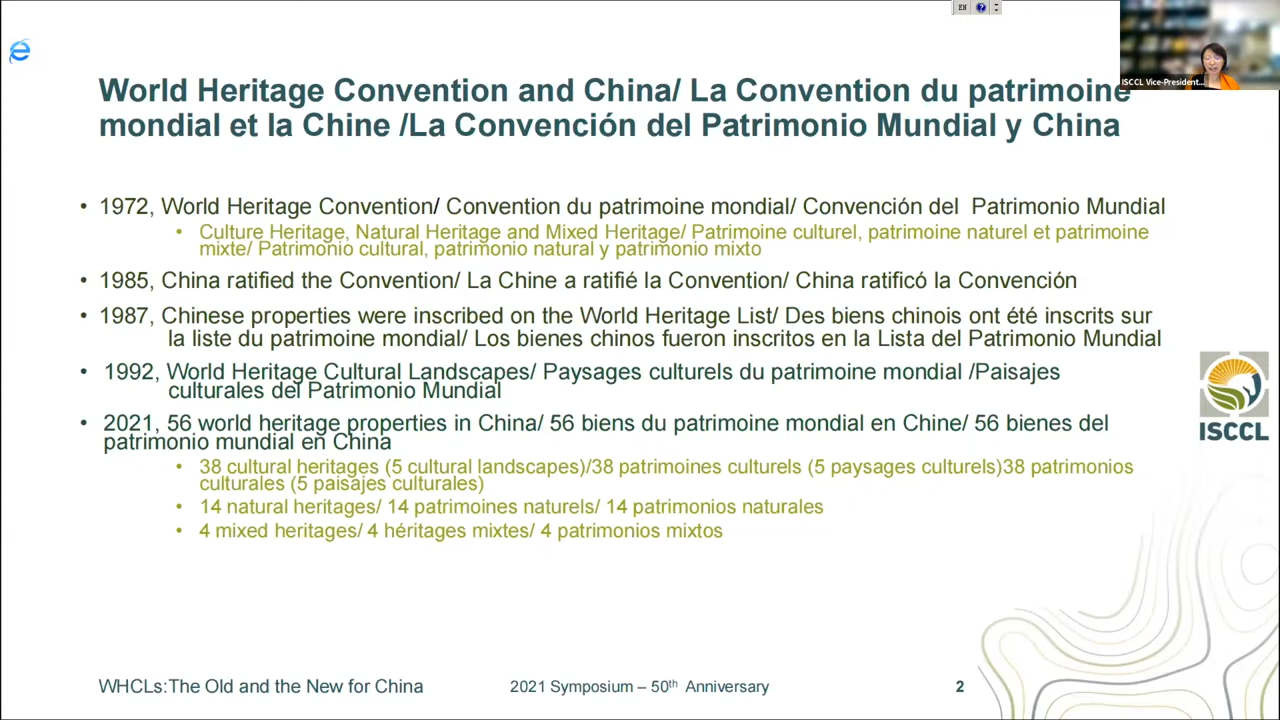 EN
ISCCL Vice-President...
World Heritage Convention and China/ La Convention du patrimoine
mondial et la Chine /La Convención del Patrimonio Mundial y China
• 1972, World Heritage Convention/ Convention du patrimoine mondial/ Convención del Patrimonio Mundial
• Culture Heritage, Natural Heritage and Mixed Heritage/ Patrimoine culturel, patrimoine naturel et patrimoine
mixte/ Patrimonio cultural, patrimonio natural y patrimonio mixto
• 1985, China ratified the Convention/ La Chine a ratifié la Convention/ China ratificó la Convención
• 1987, Chinese properties were inscribed on the World Heritage List/ Des biens chinois ont été inscrits sur
la liste du patrimoine mondial/ Los bienes chinos fueron inscritos en la Lista del Patrimonio Mundial
• 1992, World Heritage Cultural Landscapes/ Paysages culturels du patrimoine mondial /Paisajes
culturales del Patrimonio Mundial
• 2021, 56 world heritage properties in China/ 56 biens du patrimoine mondial en Chine/ 56 bienes del
patrimonio mundial en China
• 38 cultural heritages (5 cultural landscapes)/38 patrimoines culturels (5 paysages culturels)38 patrimonios
culturales (5 paisajes culturales)
• 14 natural heritages/ 14 patrimoines naturels/ 14 patrimonios naturales
• 4 mixed heritages/ 4 héritages mixtes/ 4 patrimonios mixtos
ISCCL
WHCLs:The Old and the New for China
2021 Symposium – 50th Anniversary
2